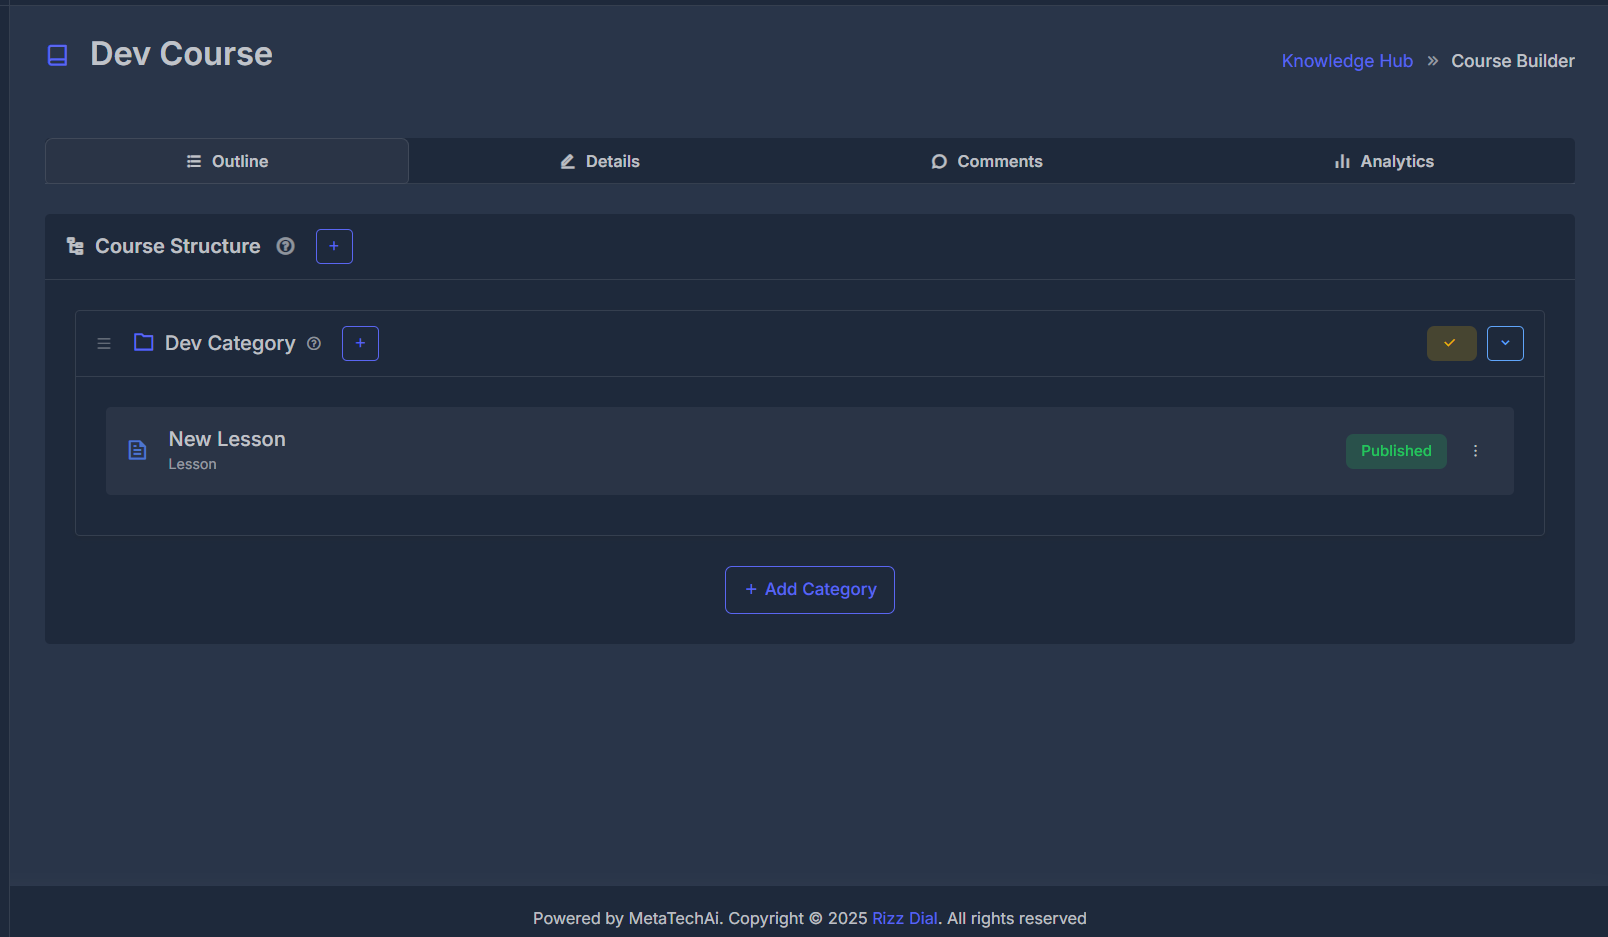 Dev Course
Knowledge Hub » Course Builder
Outline
Details
Comments
Analytics
Course Structure
Dev Category
New Lesson
Lesson
Published
+ Add Category
Powered by MetaTechAi. Copyright © 2025 Rizz Dial. All rights reserved